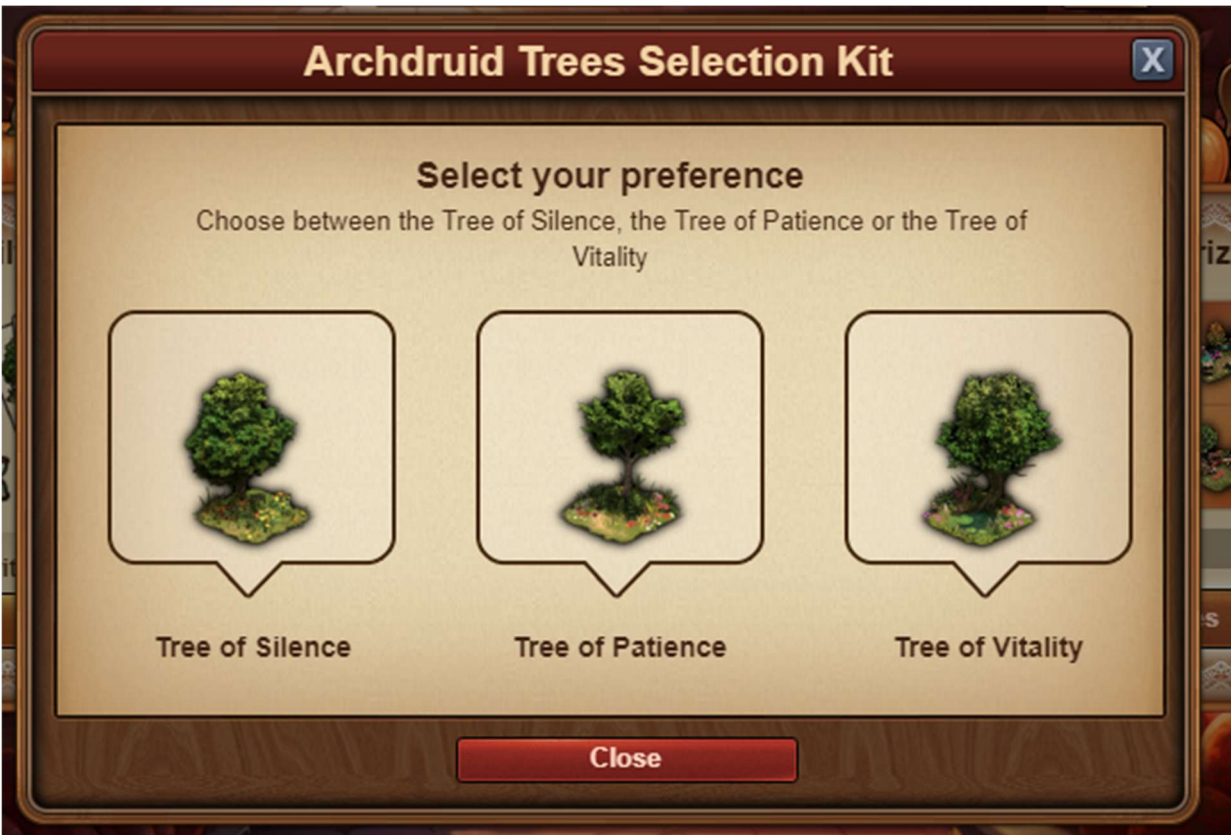 Archdruid Trees Selection Kit
X
Select your preference
Choose between the Tree of Silence, the Tree of Patience or the Tree of
Vitality
Tree of Silence
Tree of Patience
Tree of Vitality
Close